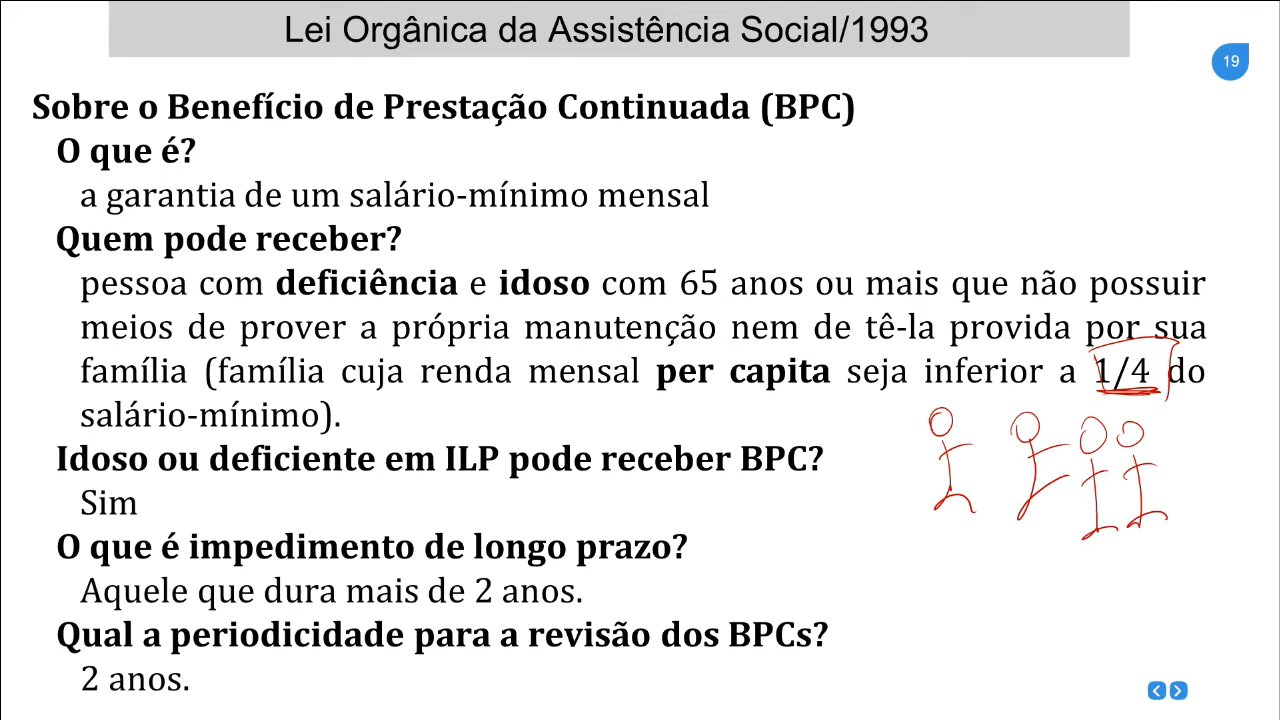 Lei Orgânica da Assistência Social/1993
19
Sobre o Benefício de Prestação Continuada (BPC)
O que é?
a garantia de um salário-mínimo mensal
Quem pode receber?
pessoa com deficiência e idoso com 65 anos ou mais que não possuir
meios de prover a própria manutenção nem de tê-la provida por sua
família (família cuja renda mensal per capita seja inferior a 1/4 do
salário-mínimo).
Idoso ou deficiente em ILP pode receber BPC?
Sim
O que é impedimento de longo prazo?
Aquele que dura mais de 2 anos.
Qual a periodicidade para a revisão dos BPCs?
2 anos.